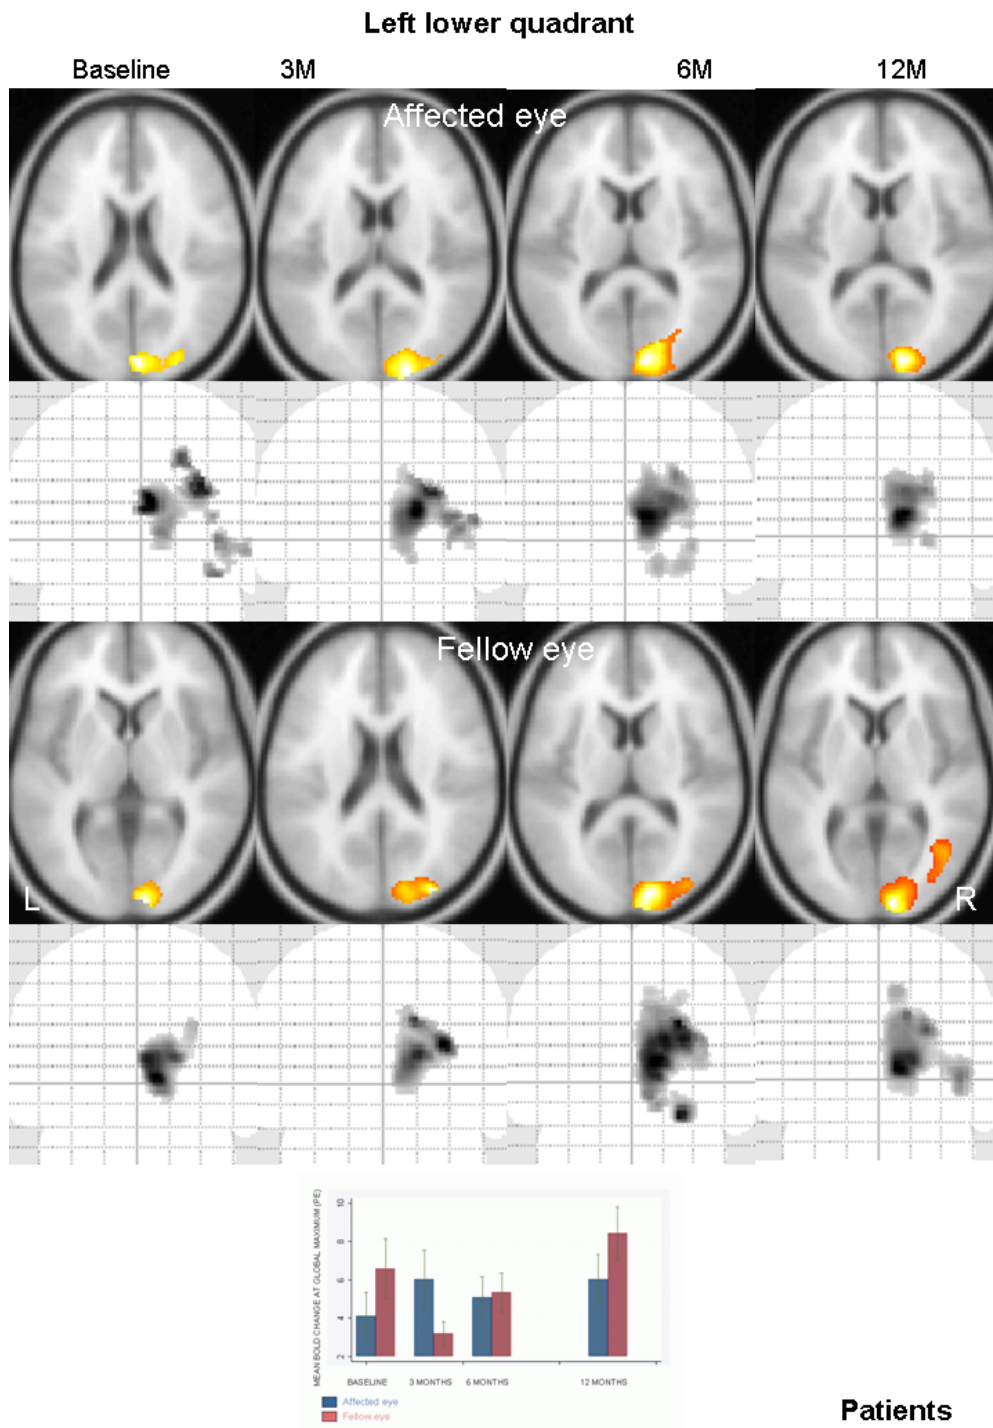 Left lower quadrant
Baseline 3M 6M 12M
Affected eye
Fellow eye
L R
MEAN BOLD CHANGE AT GLOBAL MAXIMUM (PE)
10
8
6
4
2
BASELINE 3 MONTHS 6 MONTHS 12 MONTHS
Affected eye
Fellow eye
Patients